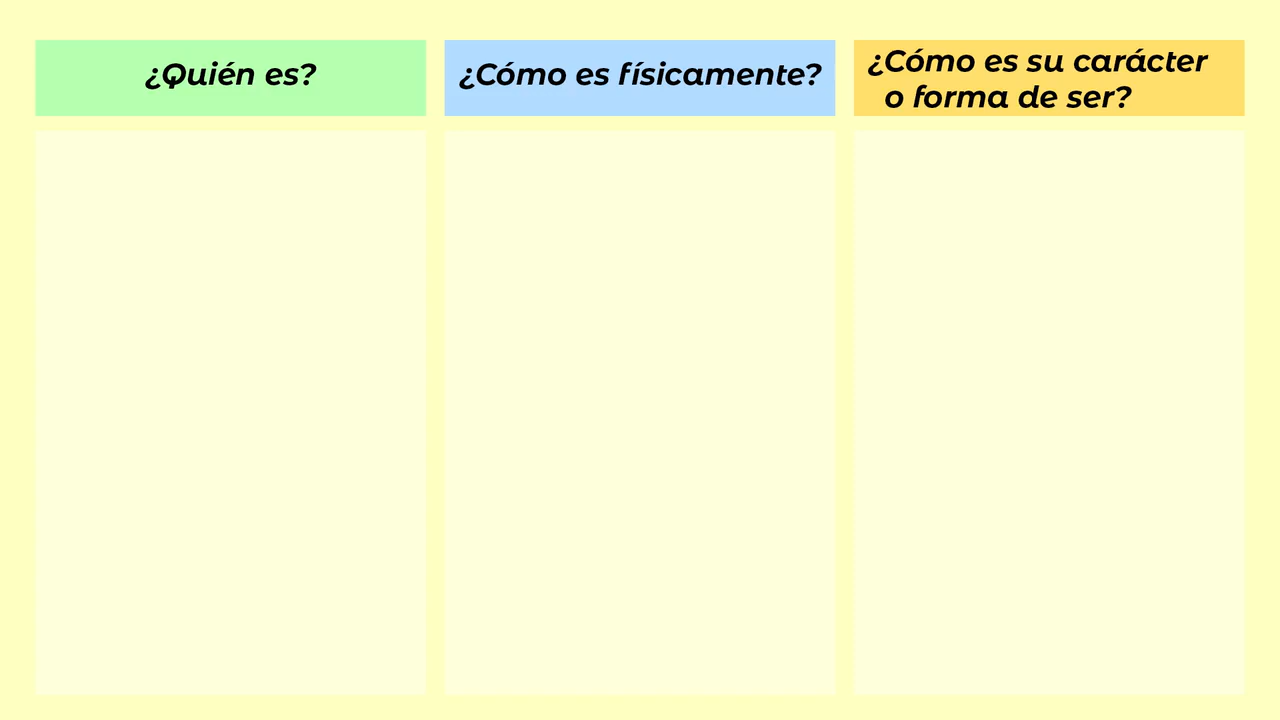 ¿Quién es?
¿Cómo es físicamente?
¿Cómo es su carácter
o forma de ser?